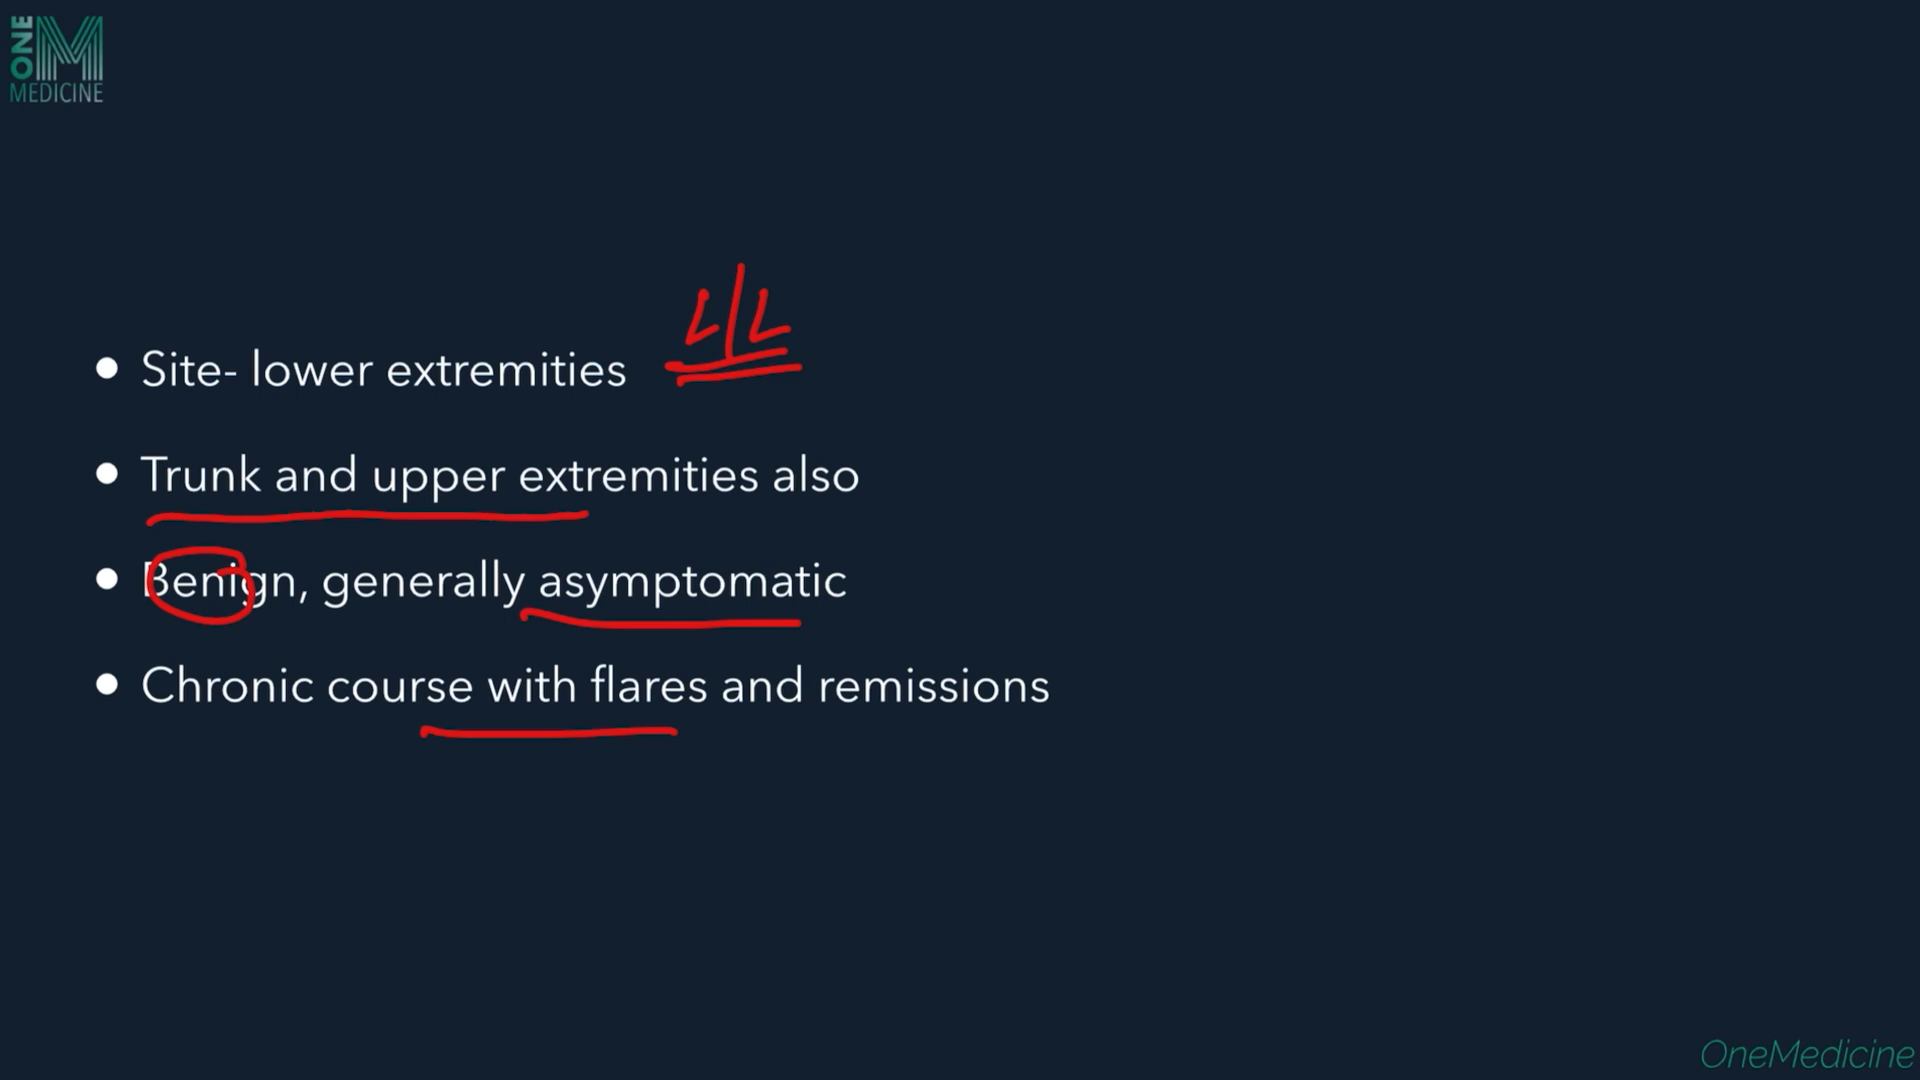 ONE
M
MEDICINE
L/L
• Site- lower extremities
• Trunk and upper extremities also
• Benign, generally asymptomatic
• Chronic course with flares and remissions
OneMedicine